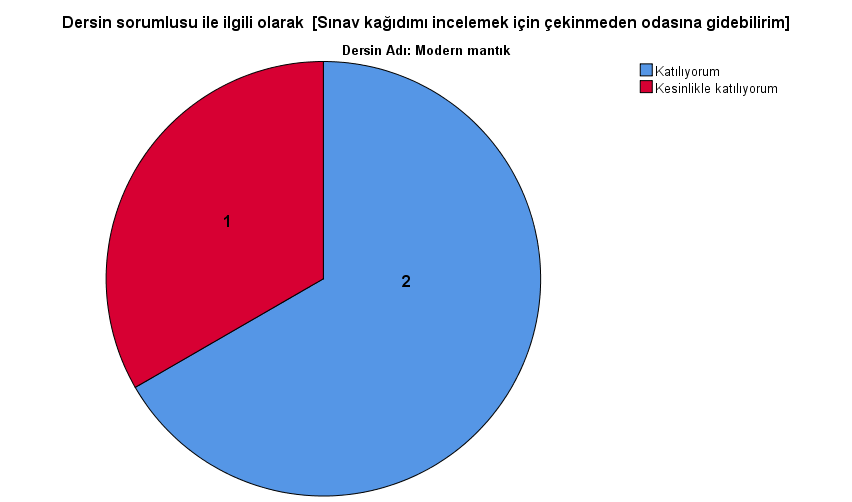 Dersin sorumlusu ile ilgili olarak  [Sınav kağıdımı incelemek için çekinmeden odasına gidebilirim]
Dersin Adı: Modern mantık
Katılıyorum
Kesinlikle katılıyorum
1
2